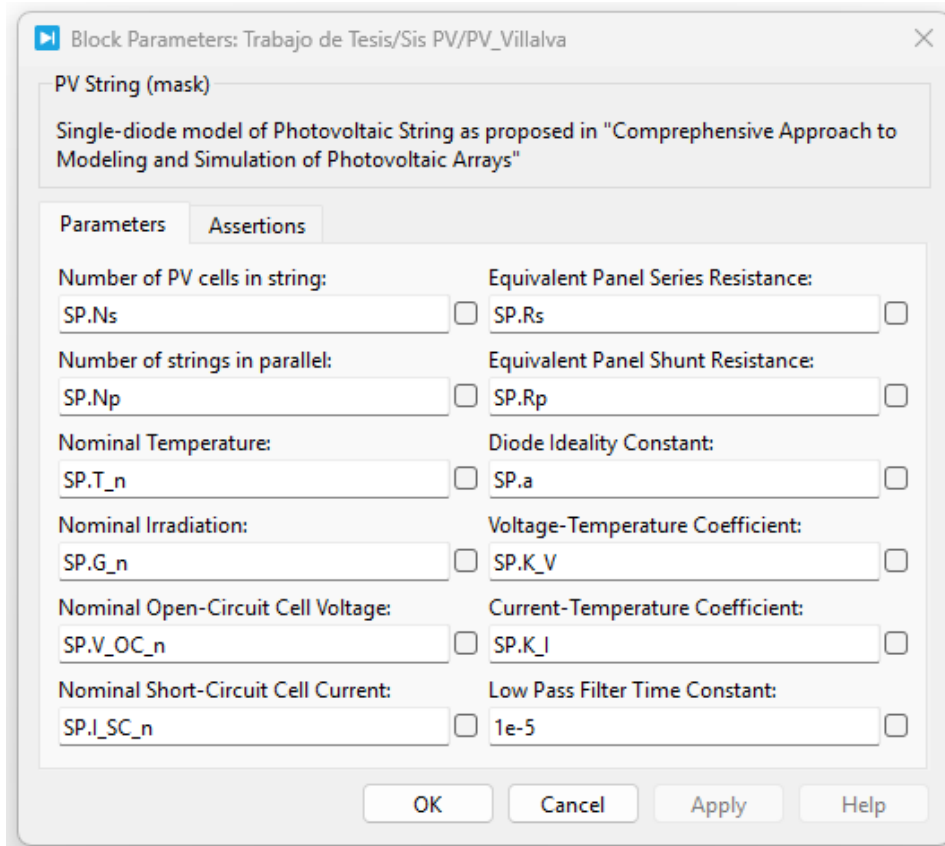 Block Parameters: Trabajo de Tesis/Sis PV/PV_Villalva
PV String (mask)
Single-diode model of Photovoltaic String as proposed in "Comprephensive Approach to
Modeling and Simulation of Photovoltaic Arrays"
Parameters
Assertions
Number of PV cells in string:
SP.Ns
Equivalent Panel Series Resistance:
SP.Rs
Number of strings in parallel:
SP.Np
Equivalent Panel Shunt Resistance:
SP.Rp
Nominal Temperature:
SP.T_n
Diode Ideality Constant:
SP.a
Nominal Irradiation:
SP.G_n
Voltage-Temperature Coefficient:
SP.K_V
Nominal Open-Circuit Cell Voltage:
SP.V_OC_n
Current-Temperature Coefficient:
SP.K_I
Nominal Short-Circuit Cell Current:
SP.I_SC_n
Low Pass Filter Time Constant:
1e-5
OK
Cancel
Apply
Help